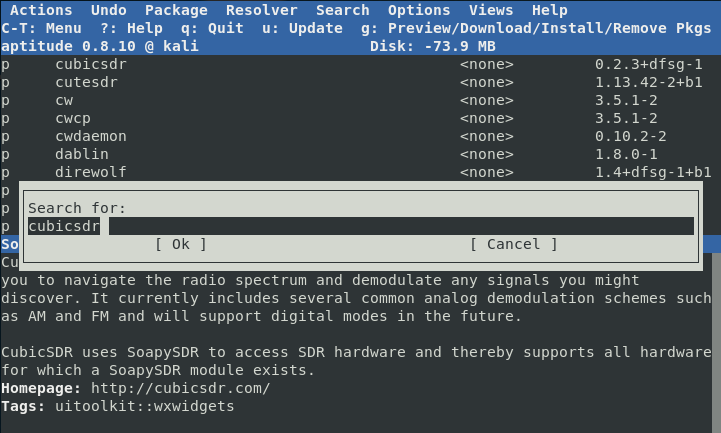 Actions Undo Package Resolver Search Options Views Help
C-T: Menu ?: Help q: Quit u: Update g: Preview/Download/Install/Remove Pkgs
aptitude 0.8.10 @ kali Disk: -73.9 MB
p cubicsdr <none> 0.2.3+dfsg-1
p cutesdr <none> 1.13.42-2+b1
p cw <none> 3.5.1-2
p cwcp <none> 3.5.1-2
p cwdaemon <none> 0.10.2-2
p dablin <none> 1.8.0-1
p direwolf <none> 1.4+dfsg-1+b1
p
p Search for:
p cubicsdr
So [ Ok ] [ Cancel ]
Cu
you to navigate the radio spectrum and demodulate any signals you might
discover. It currently includes several common analog demodulation schemes such
as AM and FM and will support digital modes in the future.
CubicSDR uses SoapySDR to access SDR hardware and thereby supports all hardware
for which a SoapySDR module exists.
Homepage: http://cubicsdr.com/
Tags: uitoolkit::wxwidgets